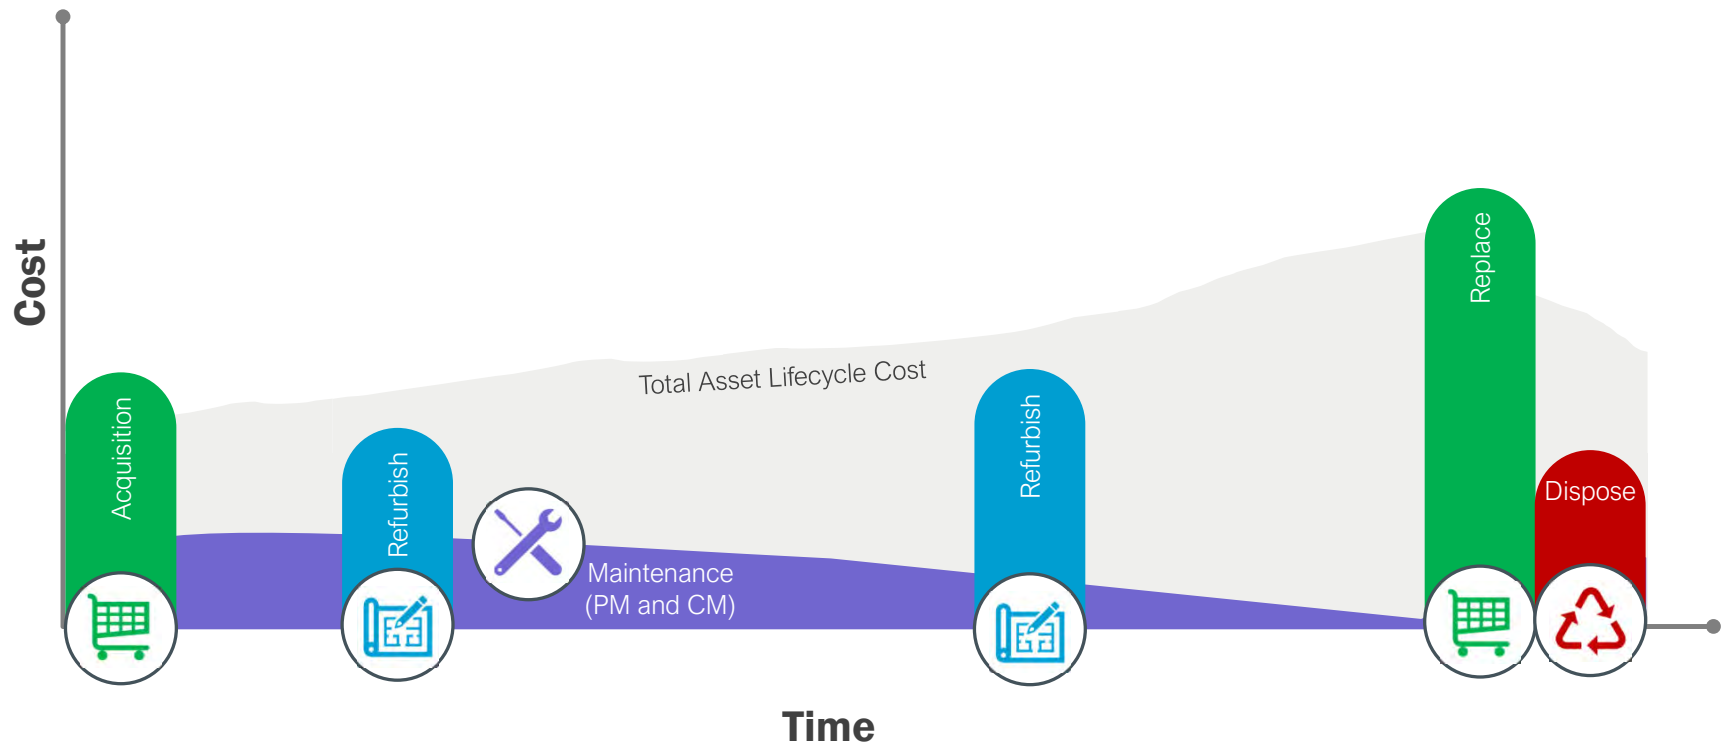 Cost
Acquisition
Refurbish
Maintenance
(PM and CM)
Total Asset Lifecycle Cost
Refurbish
Replace
Dispose
Time